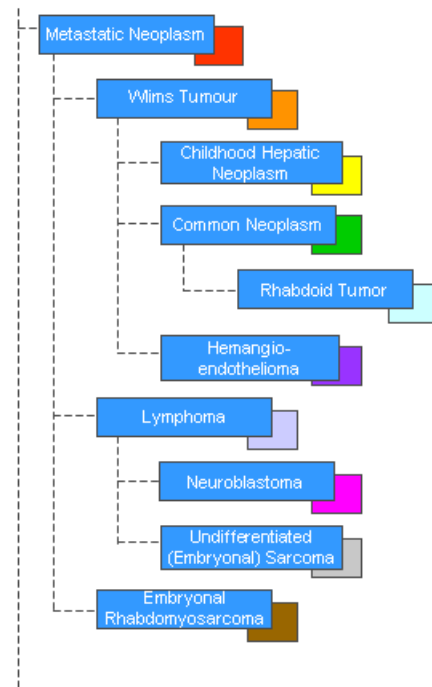 Metastatic Neoplasm
Wlims Tumour
Childhood Hepatic
Neoplasm
Common Neoplasm
Rhabdoid Tumor
Hemangio-
endothelioma
Lymphoma
Neuroblastoma
Undifferentiated
(Embryonal) Sarcoma
Embryonal
Rhabdomyosarcoma